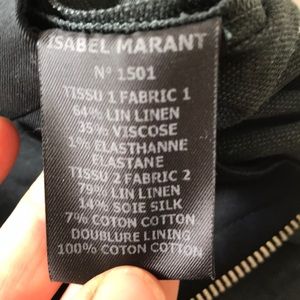 ISABEL MARANT
N° 1501
TISSU 1 FABRIC 1
64% LIN LINEN
35% VISCOSE
1% ELASTHANNE
ELASTANE
TISSU 2 FABRIC 2
79% LIN LINEN
14% SOIE SILK
7% COTON COTTON
DOUBLURE LINING
100% COTON COTTON